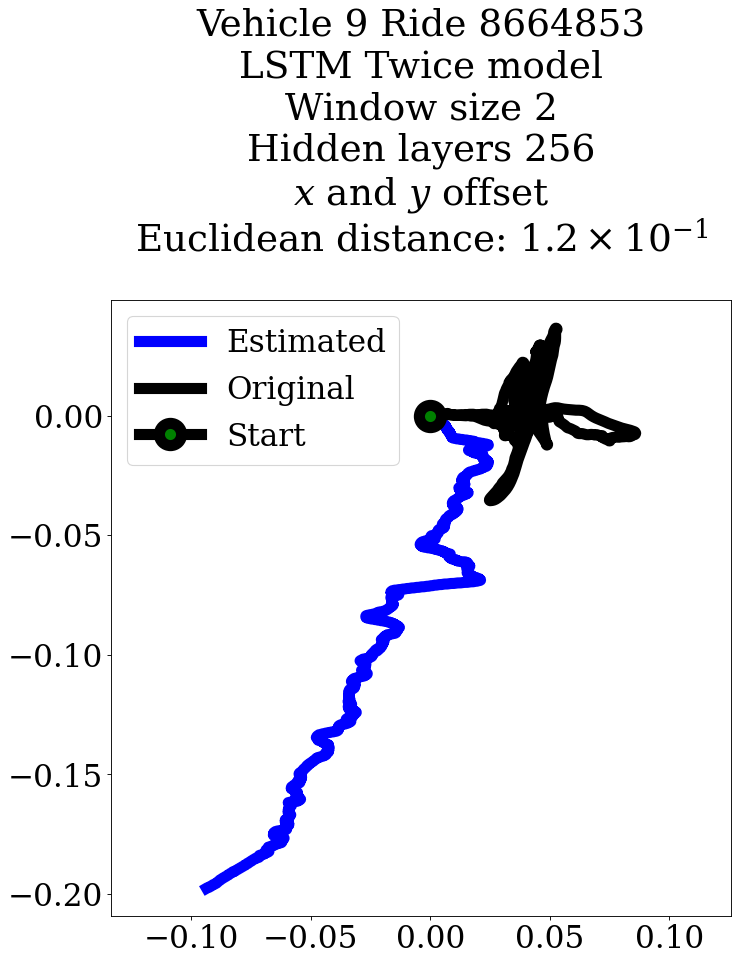 Vehicle 9 Ride 8664853
LSTM Twice model
Window size 2
Hidden layers 256
x and y offset
Euclidean distance: 1.2 × 10⁻¹
Estimated
Original
Start
0.00
−0.05
−0.10
−0.15
−0.20
−0.10 −0.05 0.00 0.05 0.10